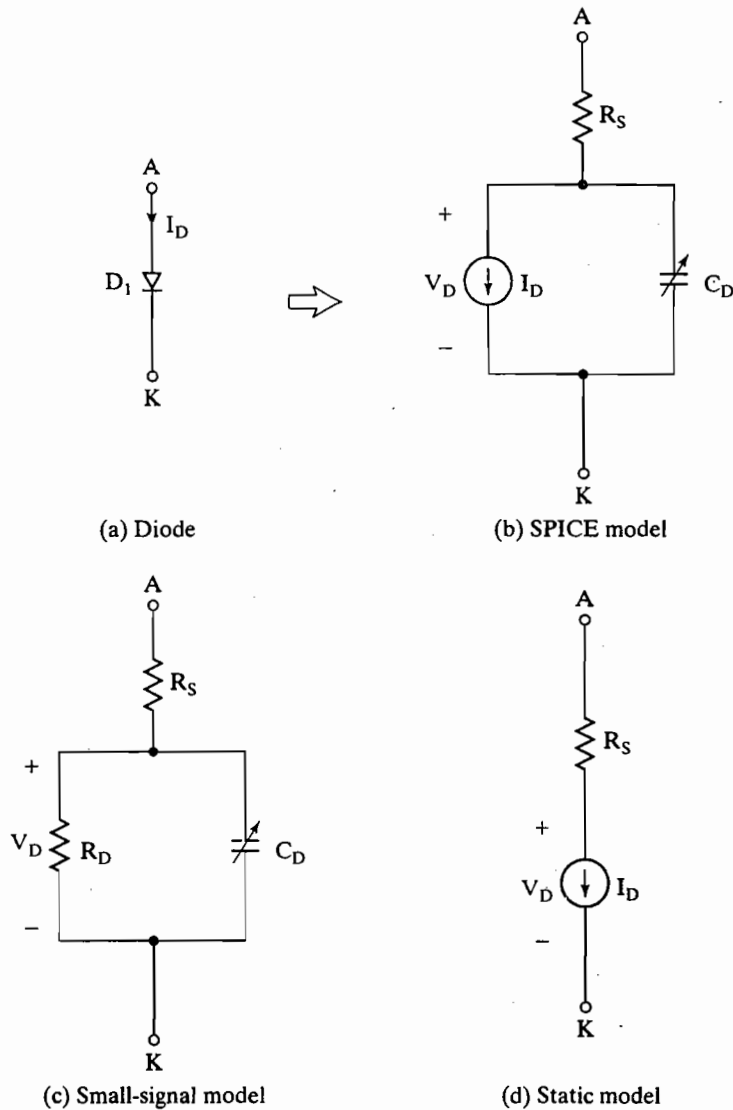 A
I_D
D_1
K
(a) Diode
A
R_S
+
V_D
I_D
C_D
−
K
(b) SPICE model
A
R_S
+
V_D
R_D
C_D
−
K
(c) Small-signal model
A
R_S
+
V_D
I_D
−
K
(d) Static model